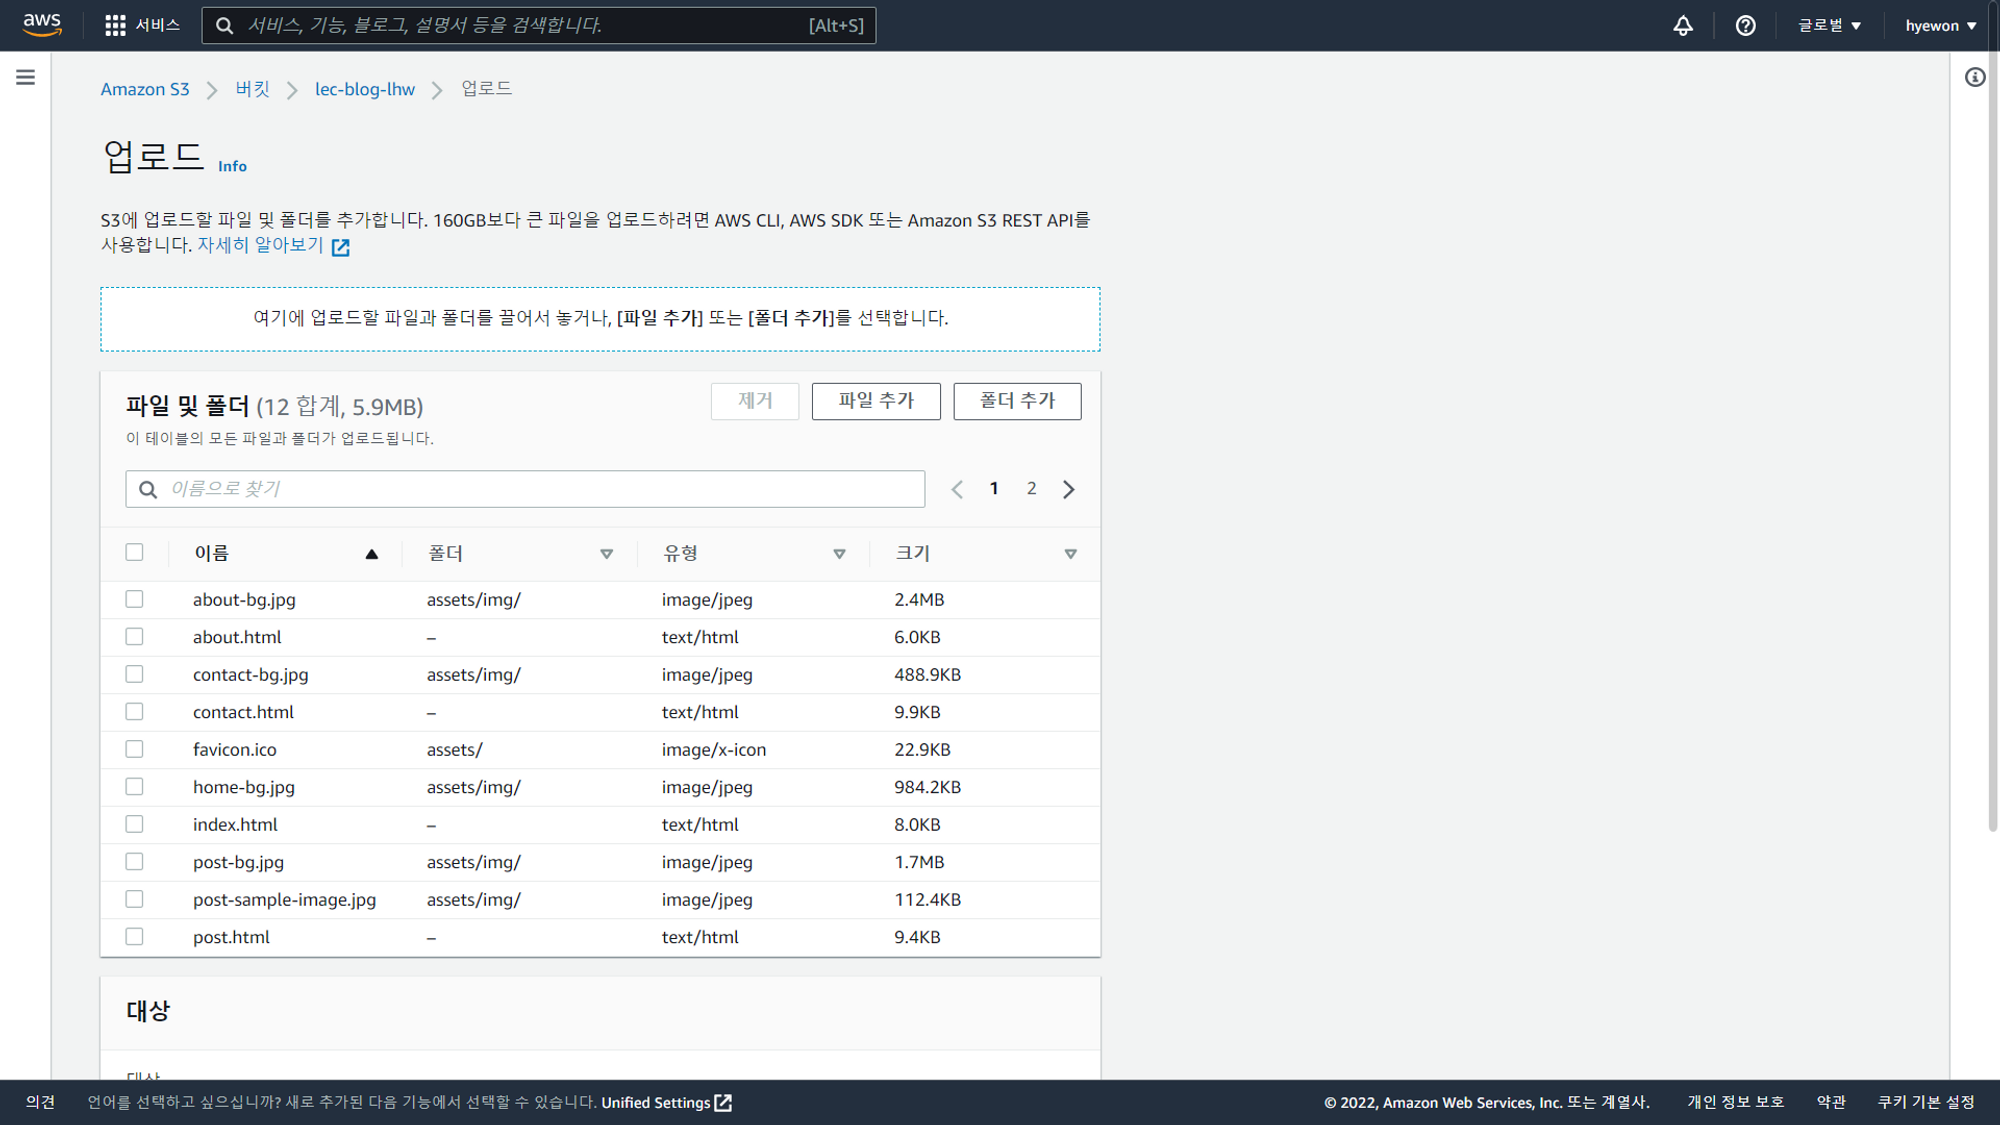 aws 서비스 서비스, 기능, 블로그, 설명서 등을 검색합니다. [Alt+S] 글로벌 hyewon
Amazon S3 버킷 lec-blog-lhw 업로드
업로드 Info
S3에 업로드할 파일 및 폴더를 추가합니다. 160GB보다 큰 파일을 업로드하려면 AWS CLI, AWS SDK 또는 Amazon S3 REST API를
사용합니다. 자세히 알아보기
여기에 업로드할 파일과 폴더를 끌어서 놓거나, [파일 추가] 또는 [폴더 추가]를 선택합니다.
파일 및 폴더 (12 합계, 5.9MB) 제거 파일 추가 폴더 추가
이 테이블의 모든 파일과 폴더가 업로드됩니다.
이름으로 찾기 1 2
이름 폴더 유형 크기
about-bg.jpg assets/img/ image/jpeg 2.4MB
about.html – text/html 6.0KB
contact-bg.jpg assets/img/ image/jpeg 488.9KB
contact.html – text/html 9.9KB
favicon.ico assets/ image/x-icon 22.9KB
home-bg.jpg assets/img/ image/jpeg 984.2KB
index.html – text/html 8.0KB
post-bg.jpg assets/img/ image/jpeg 1.7MB
post-sample-image.jpg assets/img/ image/jpeg 112.4KB
post.html – text/html 9.4KB
대상
대상
의견 언어를 선택하고 싶으십니까? 새로 추가된 다음 기능에서 선택할 수 있습니다. Unified Settings © 2022, Amazon Web Services, Inc. 또는 계열사. 개인 정보 보호 약관 쿠키 기본 설정